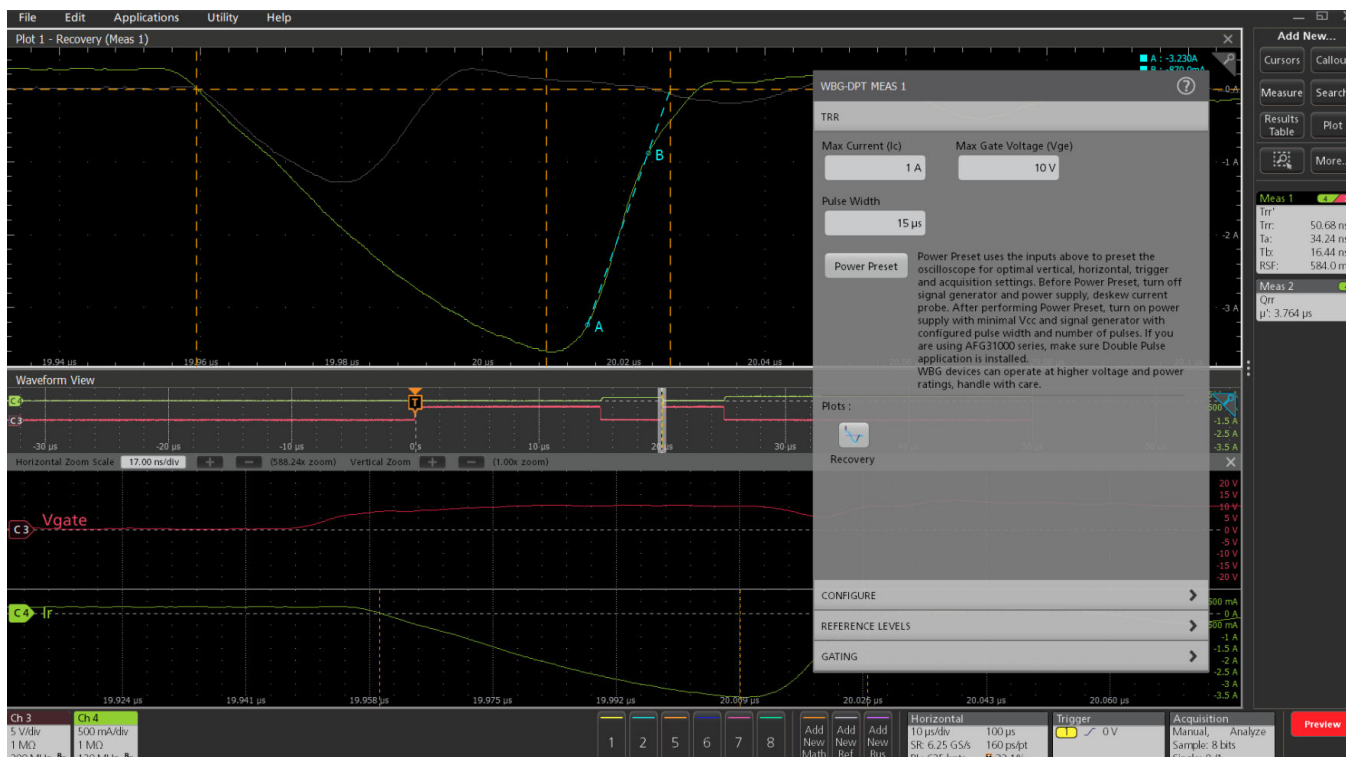 File Edit Applications Utility Help
Plot 1 - Recovery (Meas 1)
A : -3.230A
B : -870.0mA
0 A
-1 A
-2 A
-3 A
B
A
19.94 µs 19.96 µs 19.98 µs 20 µs 20.02 µs 20.04 µs
WBG-DPT MEAS 1
?
TRR
Max Current (Ic) Max Gate Voltage (Vge)
1 A 10 V
Pulse Width
15 µs
Power Preset
Power Preset uses the inputs above to preset the
oscilloscope for optimal vertical, horizontal, trigger
and acquisition settings. Before Power Preset, turn off
signal generator and power supply, deskew current
probe. After performing Power Preset, turn on power
supply with minimal Vcc and signal generator with
configured pulse width and number of pulses. If you
are using AFG31000 series, make sure Double Pulse
application is installed.
WBG devices can operate at higher voltage and power
ratings, handle with care.
Plots :
Recovery
CONFIGURE
REFERENCE LEVELS
GATING
Waveform View
C4
C3
T
-30 µs -20 µs -10 µs 0 s 10 µs 20 µs 30 µs
-1.5 A
-2.5 A
-3.5 A
Horizontal Zoom Scale 17.00 ns/div + - (588.24x zoom) Vertical Zoom + - (1.00x zoom)
C3 Vgate
20 V
15 V
10 V
5 V
0 V
-5 V
-10 V
-15 V
-20 V
C4 Ir
500 mA
0 A
500 mA
-1 A
-1.5 A
-2 A
-2.5 A
-3 A
-3.5 A
19.924 µs 19.941 µs 19.958 µs 19.975 µs 19.992 µs 20.009 µs 20.026 µs 20.043 µs 20.060 µs
Add New...
Cursors Callou
Measure Search
Results Table Plot
More..
Meas 1 4
Trr'
Trr: 50.68 ns
Ta: 34.24 ns
Tb: 16.44 ns
RSF: 584.0 m
Meas 2
Qrr
µ': 3.764 µs
Ch 3
5 V/div
1 MΩ
Ch 4
500 mA/div
1 MΩ
1 2 5 6 7 8
Add New Math
Add New Ref
Add New Bus
Horizontal
10 µs/div 100 µs
SR: 6.25 GS/s 160 ps/pt
Trigger
1 0 V
Acquisition
Manual, Analyze
Sample: 8 bits
Preview